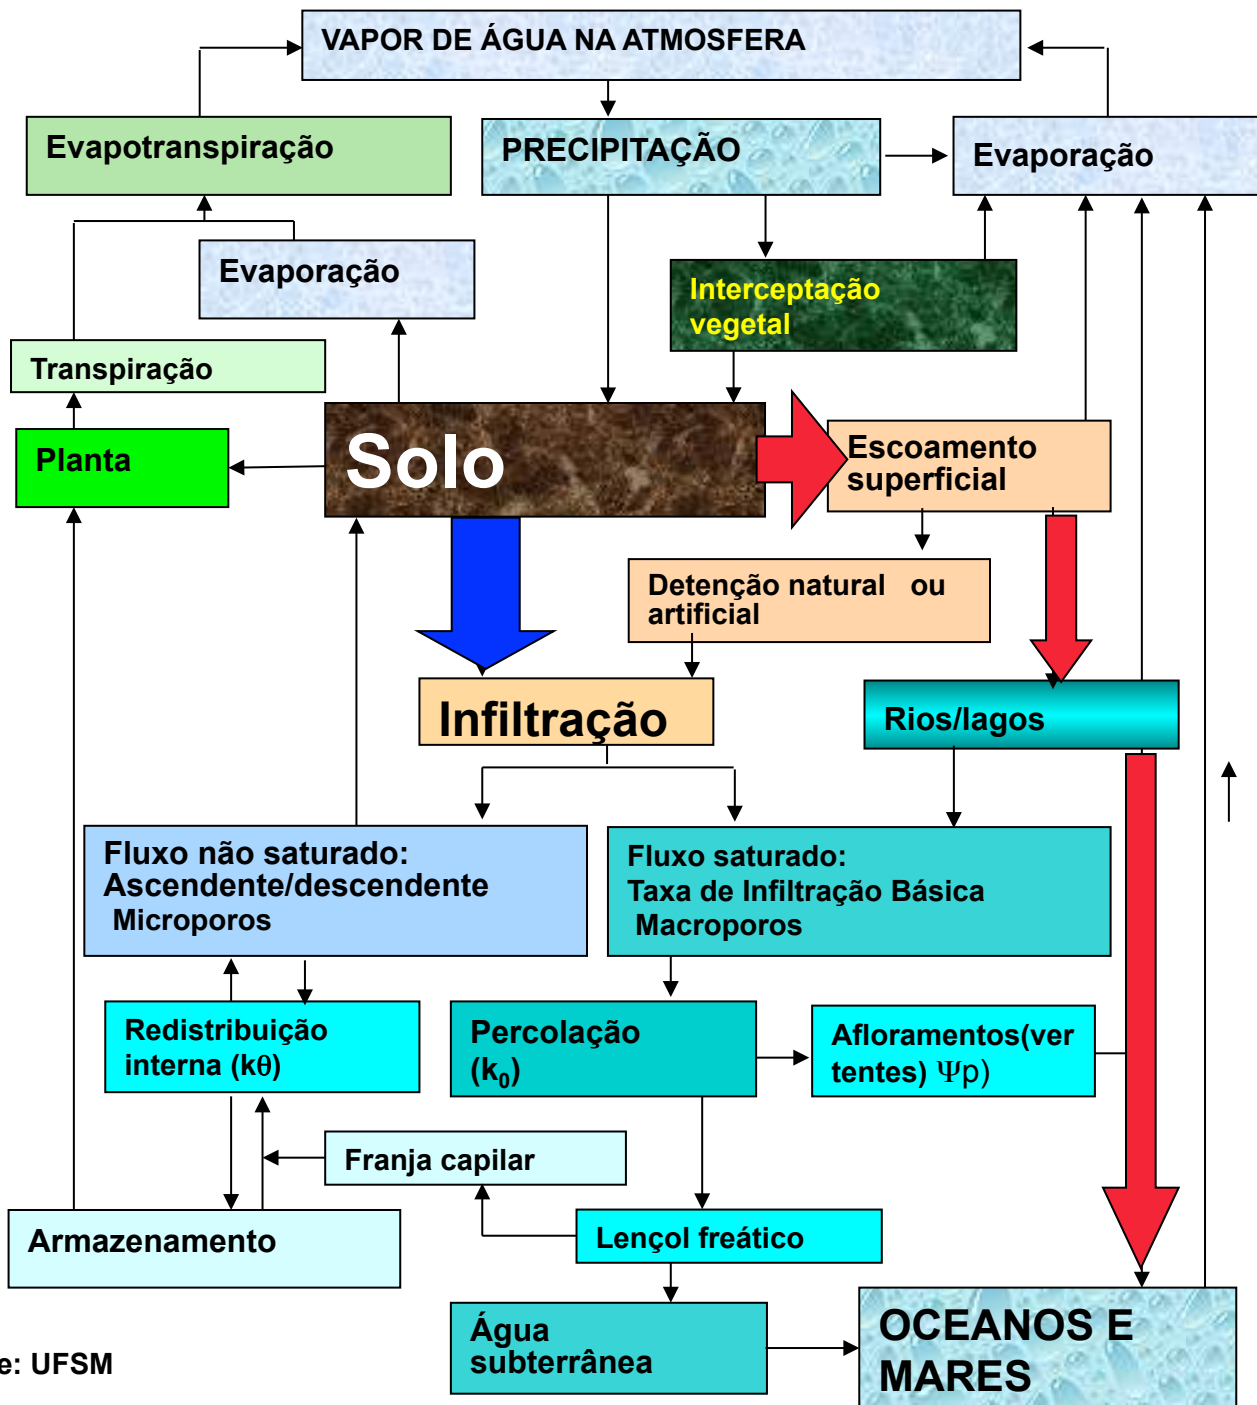 VAPOR DE ÁGUA NA ATMOSFERA
Evapotranspiração
PRECIPITAÇÃO
Evaporação
Evaporação
Interceptação
vegetal
Transpiração
Planta
Solo
Escoamento
superficial
Detenção natural ou
artificial
Infiltração
Rios/lagos
Fluxo não saturado:
Ascendente/descendente
Microporos
Fluxo saturado:
Taxa de Infiltração Básica
Macroporos
Redistribuição
interna (kθ)
Percolação
(k₀)
Afloramentos(ver
tentes) Ψp)
Franja capilar
Armazenamento
Lençol freático
Água
subterrânea
OCEANOS E
MARES
e: UFSM